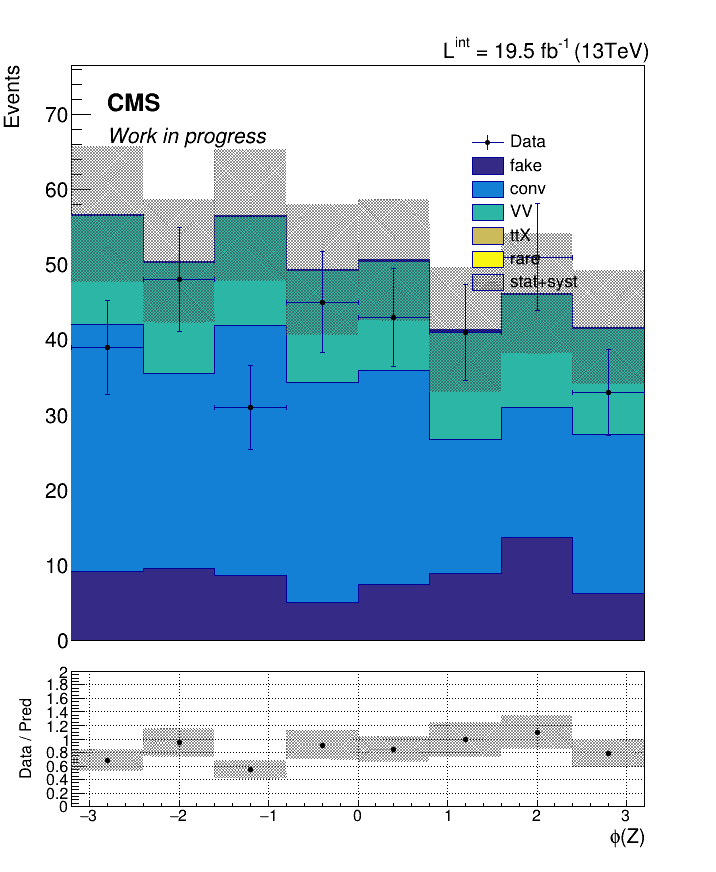 L^int = 19.5 fb^-1 (13TeV)
Events
CMS
Work in progress
Data
fake
conv
VV
ttX
rare
stat+syst
70
60
50
40
30
20
10
0
Data / Pred
2
1.8
1.6
1.4
1.2
1
0.8
0.6
0.4
0.2
0
−3 −2 −1 0 1 2 3
ϕ(Z)